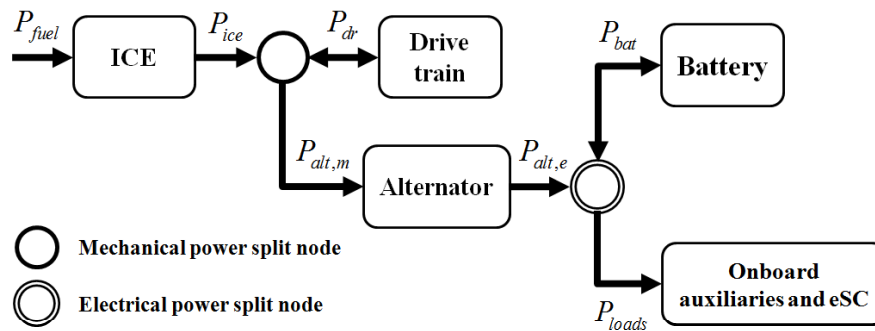 P_fuel
ICE
P_ice
P_dr
Drive
train
P_bat
Battery
P_alt,m
Alternator
P_alt,e
Mechanical power split node
Electrical power split node
P_loads
Onboard
auxiliaries and eSC